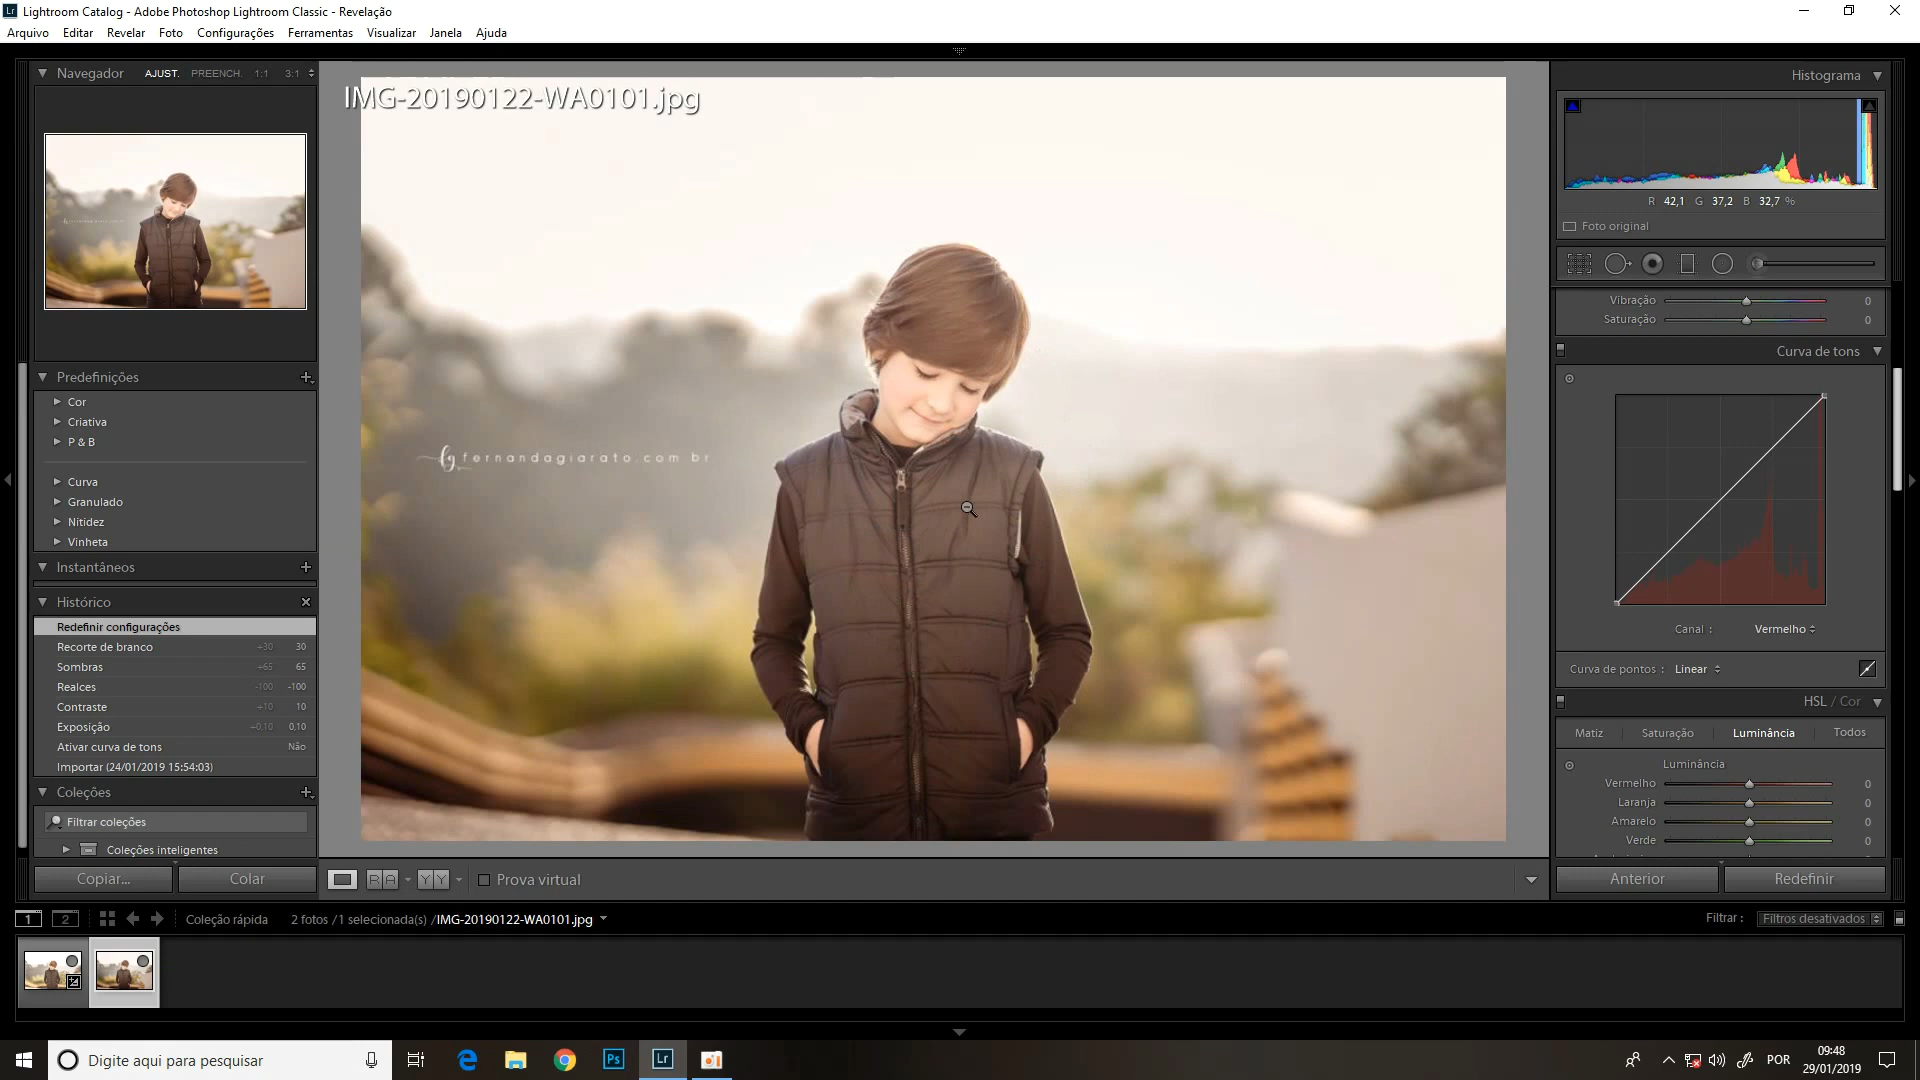 Lightroom Catalog - Adobe Photoshop Lightroom Classic - Revelação
Arquivo Editar Revelar Foto Configurações Ferramentas Visualizar Janela Ajuda
Navegador AJUST. PREENCH. 1:1 3:1
IMG-20190122-WA0101.jpg
fg fernandagiarato.com br
Predefinições
Cor
Criativa
P & B
Curva
Granulado
Nitidez
Vinheta
Instantâneos
Histórico
Redefinir configurações
Recorte de branco +30 30
Sombras +65 65
Realces -100 -100
Contraste +10 10
Exposição +0,10 0,10
Ativar curva de tons Não
Importar (24/01/2019 15:54:03)
Coleções
Filtrar coleções
Coleções inteligentes
Copiar... Colar
RA YY Prova virtual
Histograma
R 42,1 G 37,2 B 32,7 %
Foto original
Vibração 0
Saturação 0
Curva de tons
Canal : Vermelho
Curva de pontos : Linear
HSL / Cor
Matiz Saturação Luminância Todos
Luminância
Vermelho 0
Laranja 0
Amarelo 0
Verde 0
Anterior Redefinir
1 2 Coleção rápida 2 fotos /1 selecionada(s) /IMG-20190122-WA0101.jpg Filtrar : Filtros desativados
Digite aqui para pesquisar Ps Lr POR 09:48
29/01/2019